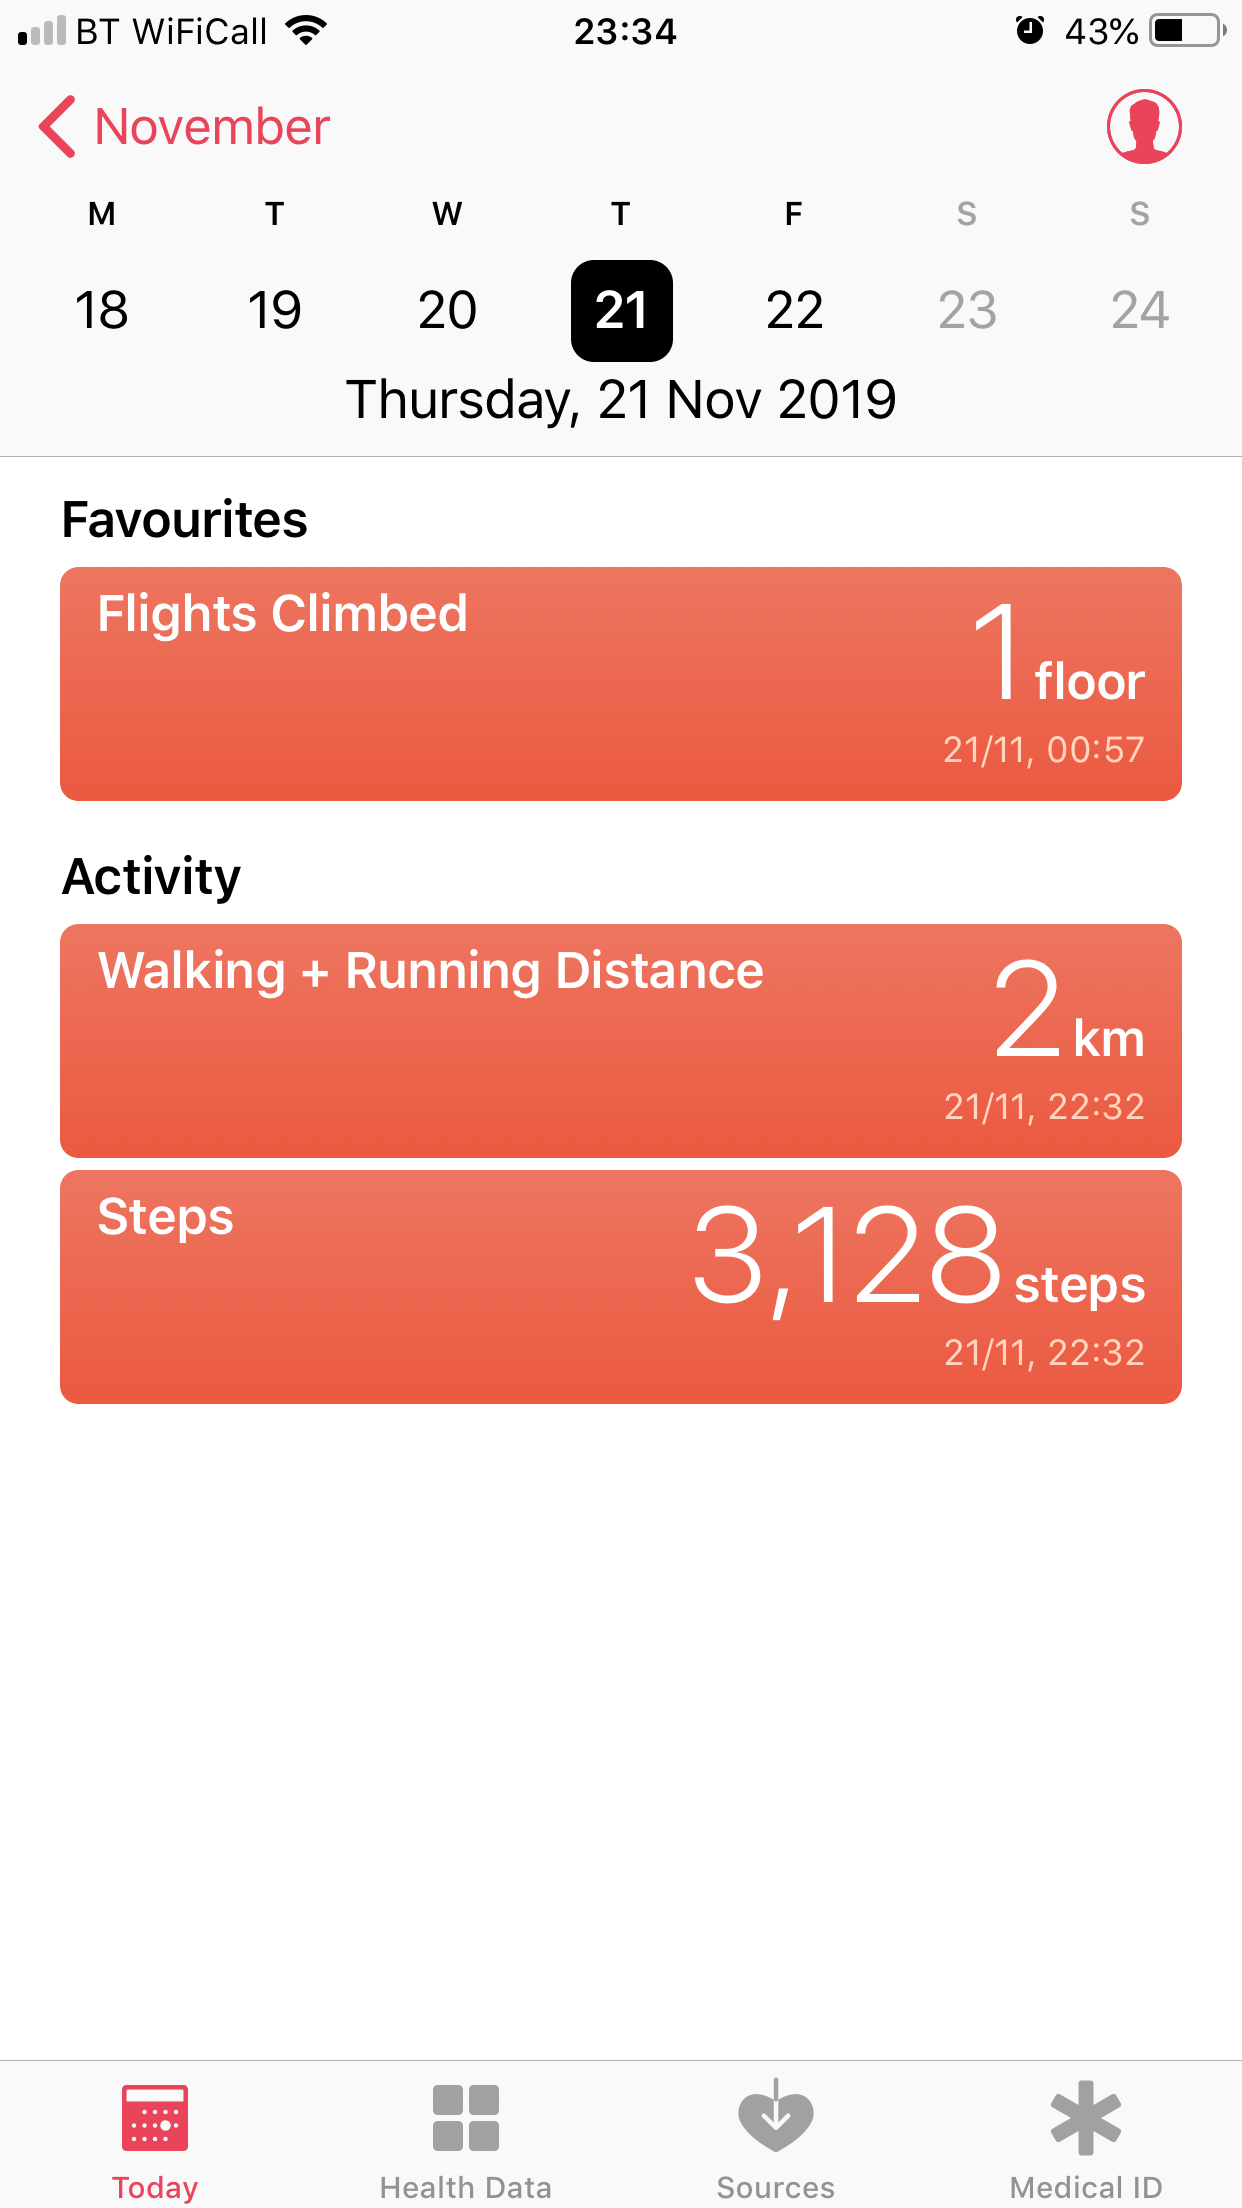 BT WiFiCall 23:34 43%
November
M T W T F S S
18 19 20 21 22 23 24
Thursday, 21 Nov 2019
Favourites
Flights Climbed
1 floor
21/11, 00:57
Activity
Walking + Running Distance
2 km
21/11, 22:32
Steps
3,128 steps
21/11, 22:32
Today Health Data Sources Medical ID